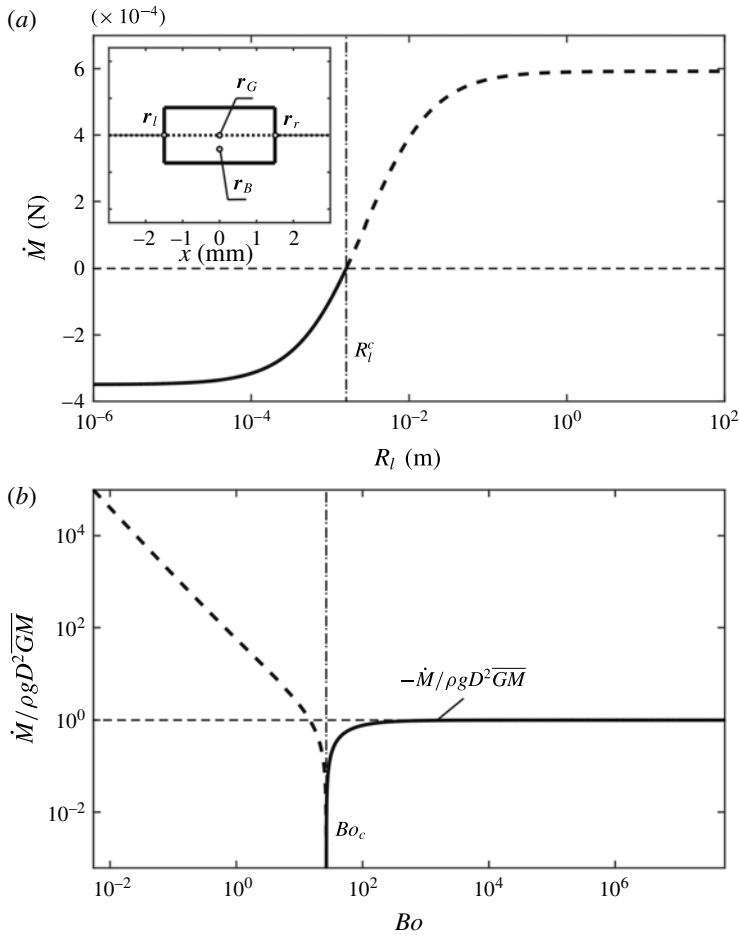 (a)
(× 10⁻⁴)
6
4
2
0
−2
−4
Ṁ (N)
r_G
r_l
r_r
r_B
−2 −1 0 1 2
x (mm)
R_l^c
10⁻⁶ 10⁻⁴ 10⁻² 10⁰ 10²
R_l (m)
(b)
10⁴
10²
10⁰
10⁻²
Ṁ/ρgD²G̅M̅
−Ṁ/ρgD²G̅M̅
Bo_c
10⁻² 10⁰ 10² 10⁴ 10⁶
Bo